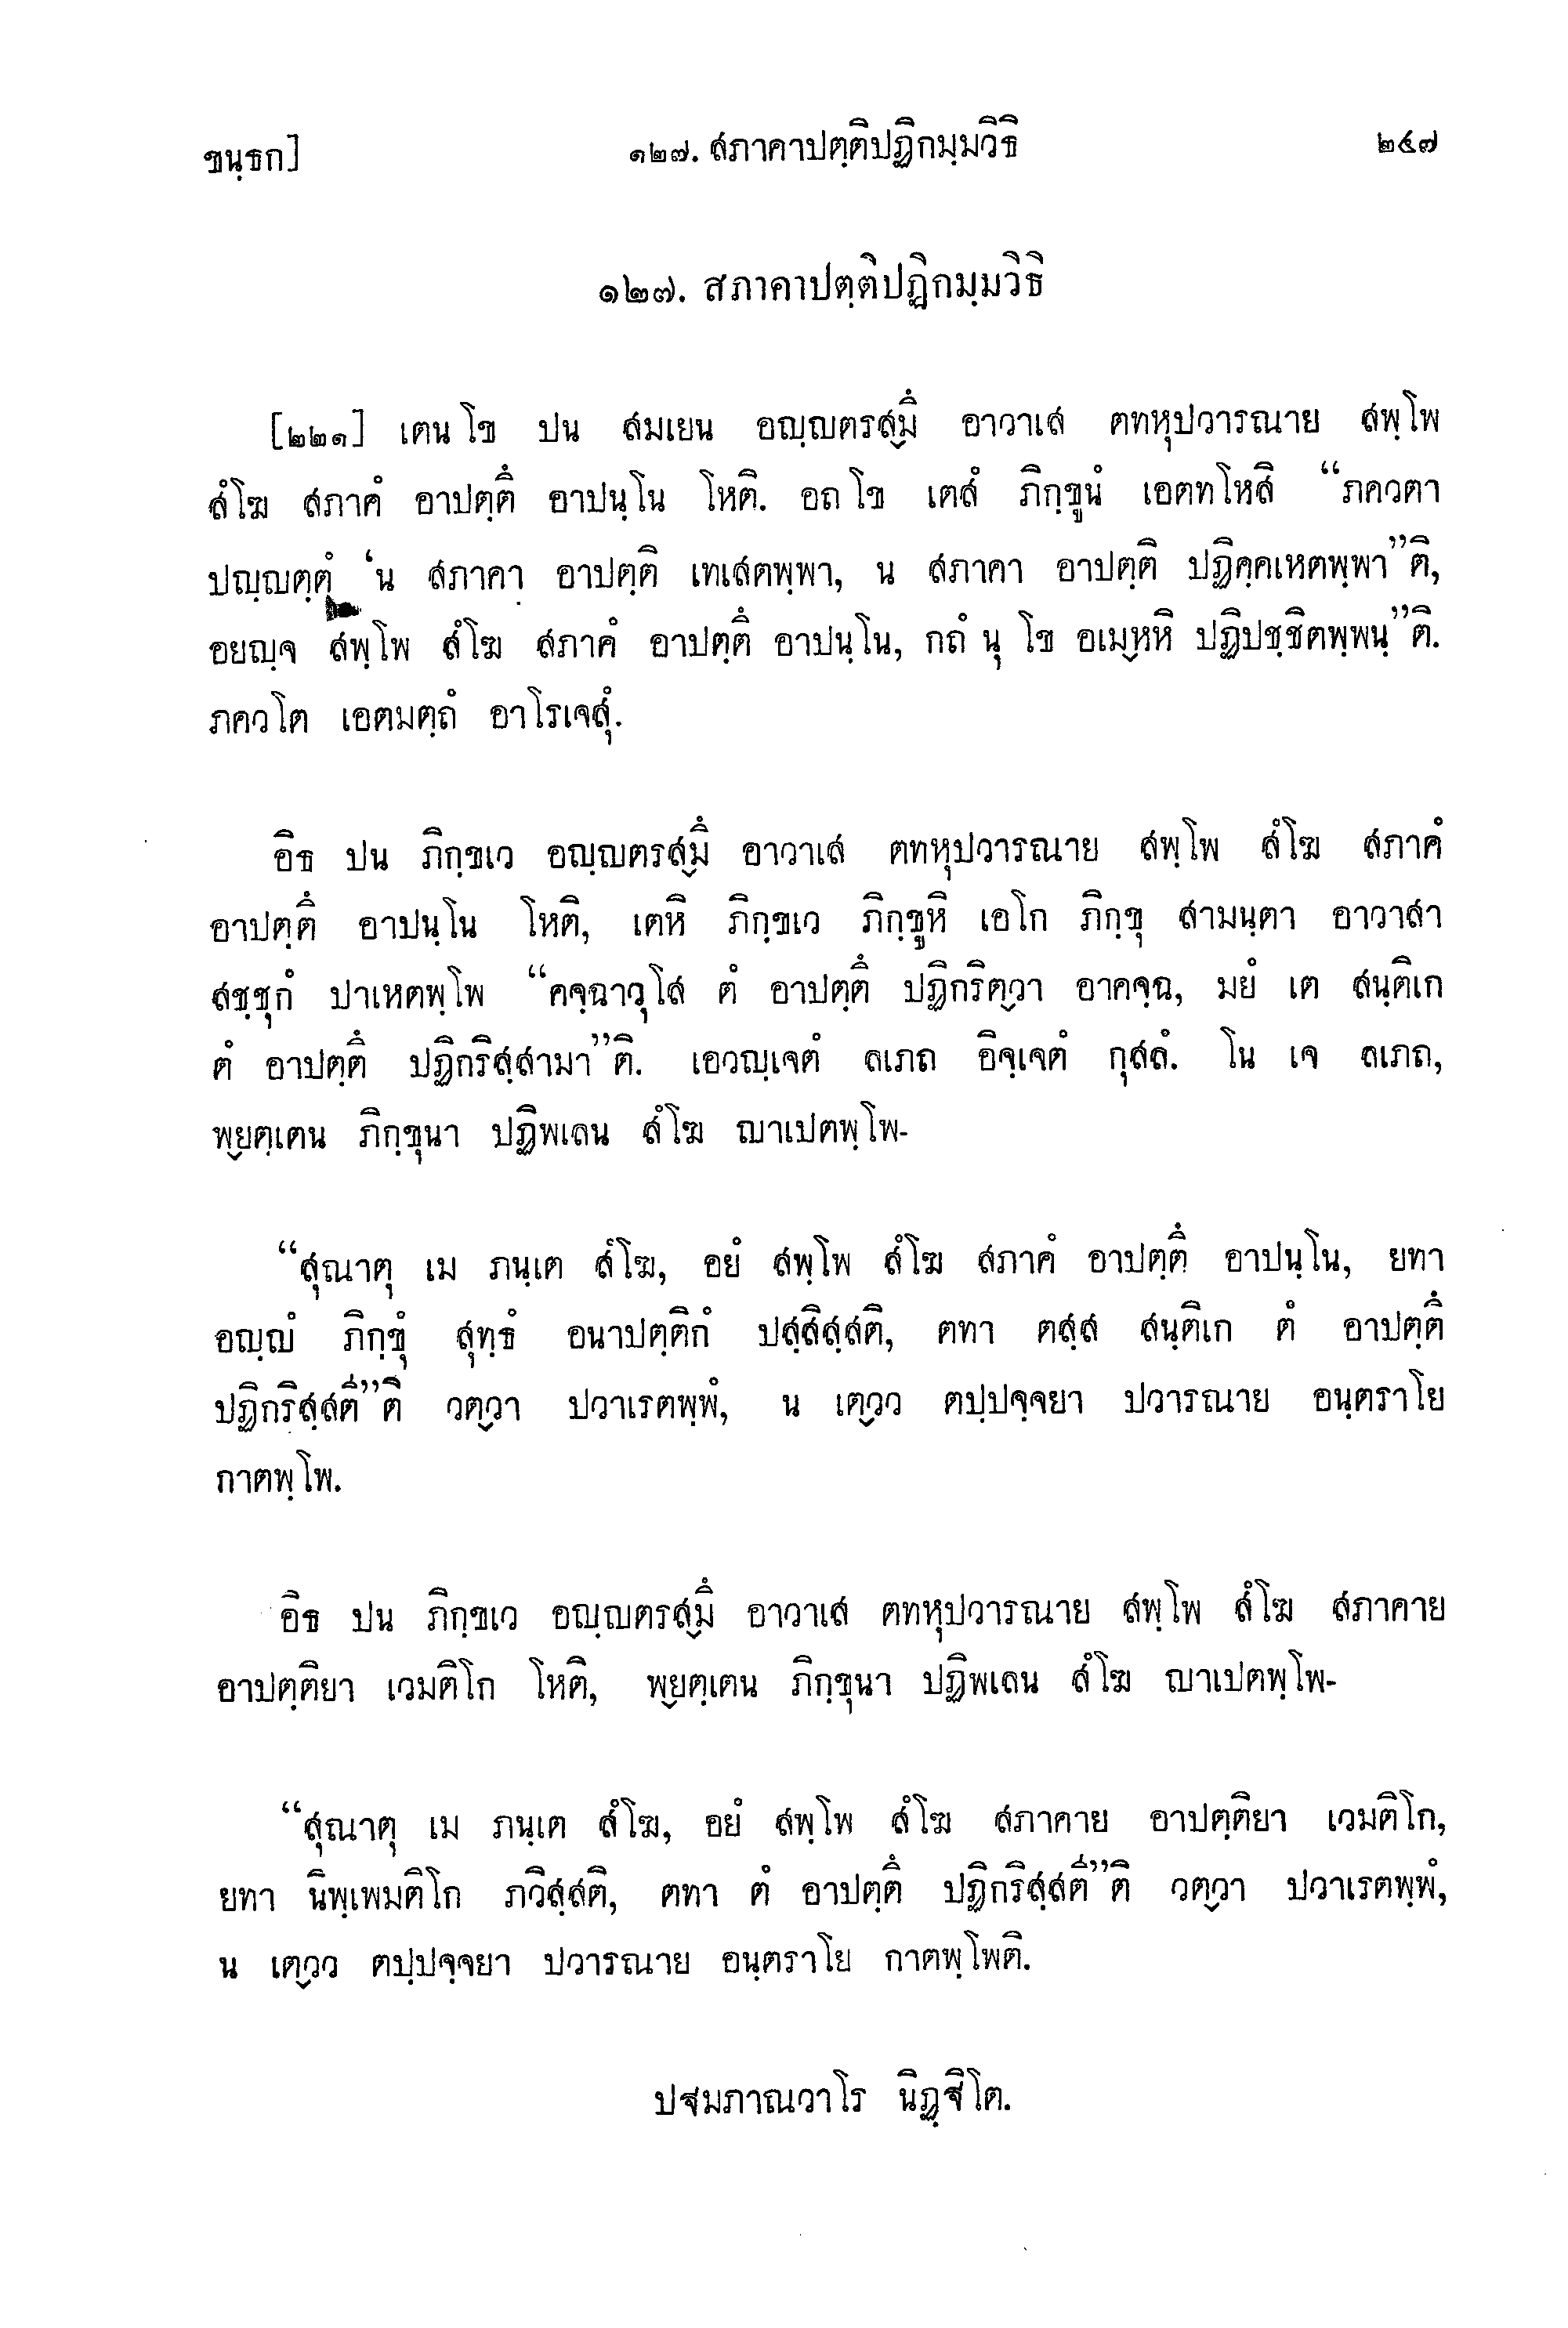 ขนฺธก] ๑๒๗. สภาคาปตฺติปฏิกมฺมวิธิ ๒๔๗
๑๒๗. สภาคาปตฺติปฏิกมฺมวิธิ
[๒๒๑] เตน โข ปน สมเยน อญฺญตรสฺมึ อาวาเส ตทหุปวารณาย สพฺโพ
สํโฆ สภาคํ อาปตฺตึ อาปนฺโน โหติ. อถ โข เตสํ ภิกฺขูนํ เอตทโหสิ “ภควตา
ปญฺญตฺตํ ‘น สภาคา อาปตฺติ เทเสตพฺพา, น สภาคา อาปตฺติ ปฏิคฺคเหตพฺพา”ติ,
อยญฺจ สพฺโพ สํโฆ สภาคํ อาปตฺตึ อาปนฺโน, กถํ นุ โข อเมฺหหิ ปฏิปชฺชิตพฺพนฺ”ติ.
ภควโต เอตมตฺถํ อาโรเจสุํ.
อิธ ปน ภิกฺขเว อญฺญตรสฺมึ อาวาเส ตทหุปวารณาย สพฺโพ สํโฆ สภาคํ
อาปตฺตึ อาปนฺโน โหติ, เตหิ ภิกฺขเว ภิกฺขูหิ เอโก ภิกฺขุ สามนฺตา อาวาสา
สชฺชุกํ ปาเหตพฺโพ “คจฺฉาวุโส ตํ อาปตฺตึ ปฏิกริตฺวา อาคจฺฉ, มยํ เต สนฺติเก
ตํ อาปตฺตึ ปฏิกริสฺสามา”ติ. เอวญฺเจตํ ลเภถ อิจฺเจตํ กุสลํ. โน เจ ลเภถ,
พฺยตฺเตน ภิกฺขุนา ปฏิพเลน สํโฆ ญาเปตพฺโพ-
“สุณาตุ เม ภนฺเต สํโฆ, อยํ สพฺโพ สํโฆ สภาคํ อาปตฺตึ อาปนฺโน, ยทา
อญฺญํ ภิกฺขุํ สุทฺธํ อนาปตฺติกํ ปสฺสิสฺสติ, ตทา ตสฺส สนฺติเก ตํ อาปตฺตึ
ปฏิกริสฺสตี”ติ วตฺวา ปวาเรตพฺพํ, น เตฺวว ตปฺปจฺจยา ปวารณาย อนฺตราโย
กาตพฺโพ.
อิธ ปน ภิกฺขเว อญฺญตรสฺมึ อาวาเส ตทหุปวารณาย สพฺโพ สํโฆ สภาคาย
อาปตฺติยา เวมติโก โหติ, พฺยตฺเตน ภิกฺขุนา ปฏิพเลน สํโฆ ญาเปตพฺโพ-
“สุณาตุ เม ภนฺเต สํโฆ, อยํ สพฺโพ สํโฆ สภาคาย อาปตฺติยา เวมติโก,
ยทา นิพฺเพมติโก ภวิสฺสติ, ตทา ตํ อาปตฺตึ ปฏิกริสฺสตี”ติ วตฺวา ปวาเรตพฺพํ,
น เตฺวว ตปฺปจฺจยา ปวารณาย อนฺตราโย กาตพฺโพติ.
ปฐมภาณวาโร นิฏฺฐิโต.